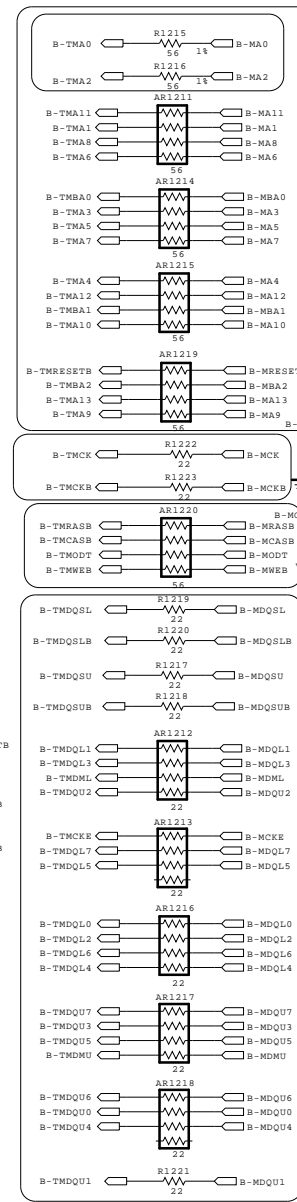 R1215
B-TMA0 B-MA0
56 1%
R1216
B-TMA2 B-MA2
56 1%
AR1211
B-TMA11 B-MA11
B-TMA1 B-MA1
B-TMA8 B-MA8
B-TMA6 B-MA6
56
AR1214
B-TMBA0 B-MBA0
B-TMA3 B-MA3
B-TMA5 B-MA5
B-TMA7 B-MA7
56
AR1215
B-TMA4 B-MA4
B-TMA12 B-MA12
B-TMBA1 B-MBA1
B-TMA10 B-MA10
56
AR1219
B-TMRESETB B-MRESET
B-TMBA2 B-MBA2
B-TMA13 B-MA13
B-TMA9 B-MA9
56 B-
R1222
B-TMCK B-MCK
22
R1223
B-TMCKB B-MCKB
22
AR1220 B-MC
B-TMRASB B-MRASB
B-TMCASB B-MCASB
B-TMODT B-MODT
B-TMWEB B-MWEB
56
R1219
B-TMDQSL B-MDQSL
22
R1220
B-TMDQSLB B-MDQSLB
22
R1217
B-TMDQSU B-MDQSU
22
R1218
B-TMDQSUB B-MDQSUB
22
AR1212
TB
B-TMDQL1 B-MDQL1
B-TMDQL3 B-MDQL3
B-TMDML B-MDML
B-TMDQU2 B-MDQU2
B
22
AR1213
B-TMCKE B-MCKE
B
B-TMDQL7 B-MDQL7
B-TMDQL5 B-MDQL5
22
AR1216
B-TMDQL0 B-MDQL0
B-TMDQL2 B-MDQL2
B-TMDQL6 B-MDQL6
B-TMDQL4 B-MDQL4
22
AR1217
B-TMDQU7 B-MDQU7
B-TMDQU3 B-MDQU3
B-TMDQU5 B-MDQU5
B-TMDMU B-MDMU
22
AR1218
B-TMDQU6 B-MDQU6
B-TMDQU0 B-MDQU0
B-TMDQU4 B-MDQU4
22
R1221
B-TMDQU1 B-MDQU1
22